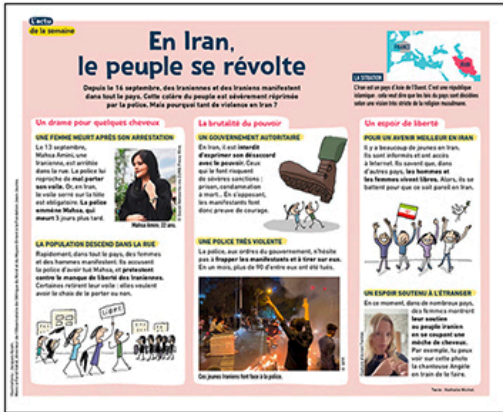 L'actu
de la semaine
En Iran,
le peuple se révolte
Depuis le 16 septembre, des Iraniennes et des Iraniens manifestent
dans tout le pays. Cette colère du peuple est sévèrement réprimée
par la police. Mais pourquoi tant de violence en Iran ?
FRANCE
IRAN
LA SITUATION
L'Iran est un pays d'Asie de l'Ouest. C'est une république
islamique : cela veut dire que les lois du pays sont décidées
selon une vision très stricte de la religion musulmane.
Un drame pour quelques cheveux
UNE FEMME MEURT APRÈS SON ARRESTATION
Le 13 septembre,
Mahsa Amini, une
Iranienne, est arrêtée
dans la rue. La police lui
reproche de mal porter
son voile. Or, en Iran,
le voile serré sur la tête
est obligatoire. La police
emmène Mahsa, qui
meurt 3 jours plus tard.
Mahsa Amini, 22 ans.
LA POPULATION DESCEND DANS LA RUE
Rapidement, dans tout le pays, des femmes
et des hommes manifestent. Ils accusent
la police d'avoir tué Mahsa, et protestent
contre le manque de liberté des Iraniennes.
Certaines retirent leur voile : elles veulent
avoir le choix de le porter ou non.
La brutalité du pouvoir
UN GOUVERNEMENT AUTORITAIRE
En Iran, il est interdit
d'exprimer son désaccord
avec le pouvoir. Ceux
qui le font risquent
de sévères sanctions :
prison, condamnation
à mort... En s'opposant,
les manifestants font
donc preuve de courage.
UNE POLICE TRÈS VIOLENTE
La police, aux ordres du gouvernement, n'hésite
pas à frapper les manifestants et à tirer sur eux.
En un mois, plus de 90 d'entre eux ont été tués.
Ces jeunes Iraniens font face à la police.
Un espoir de liberté
POUR UN AVENIR MEILLEUR EN IRAN
Il y a beaucoup de jeunes en Iran.
Ils sont informés et ont accès
à Internet. Ils savent que, dans
d'autres pays, les hommes et
les femmes vivent libres. Alors, ils se
battent pour que ce soit pareil en Iran.
UN ESPOIR SOUTENU À L'ÉTRANGER
En ce moment, dans de nombreux pays,
des femmes montrent
leur soutien
au peuple iranien
en se coupant une
mèche de cheveux.
Par exemple, tu peux
voir sur cette photo
la chanteuse Angèle
en train de le faire.
Texte : Nathalie Michel